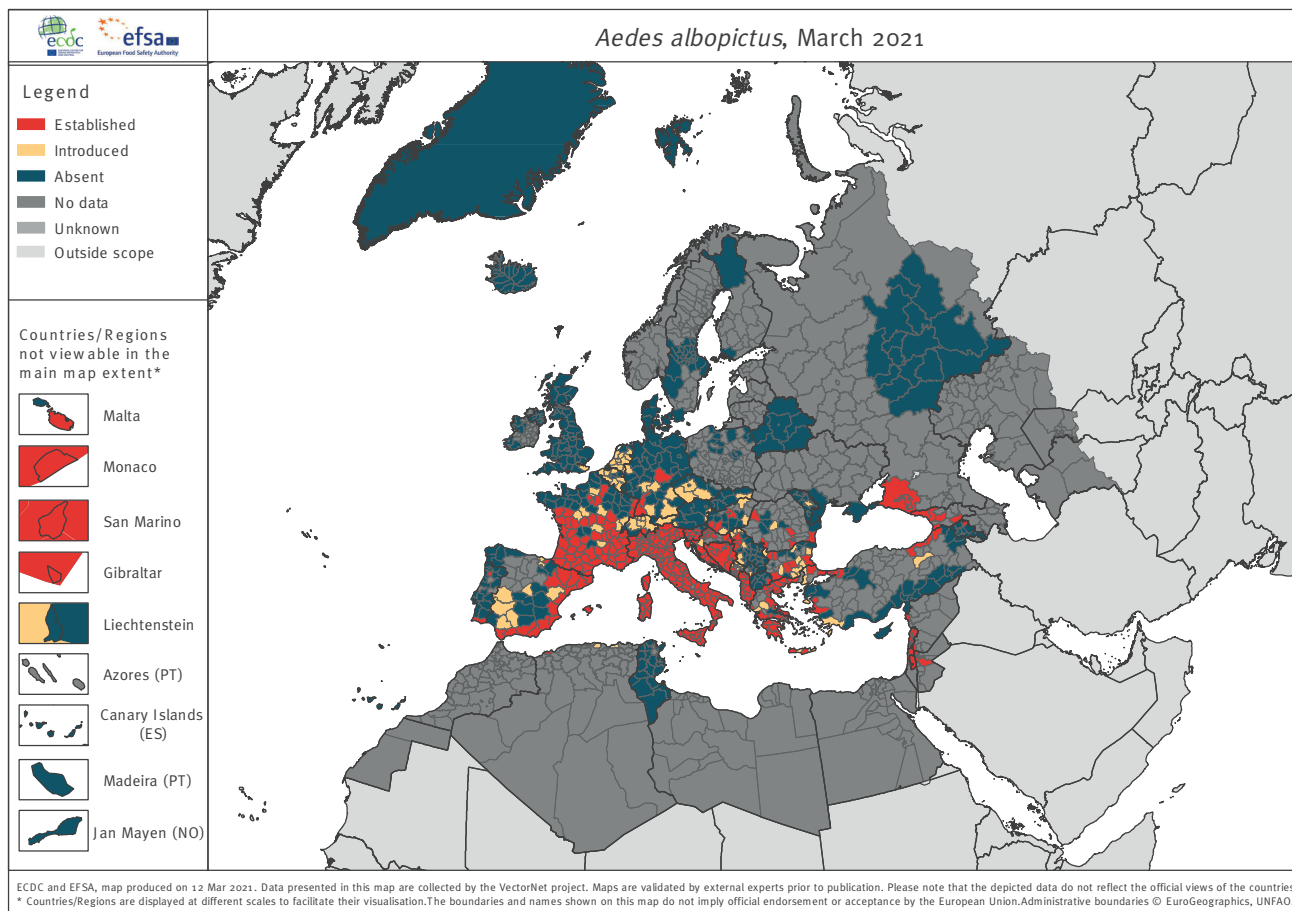 ecdc
efsa
European Food Safety Authority
Aedes albopictus, March 2021
Legend
Established
Introduced
Absent
No data
Unknown
Outside scope
Countries/Regions
not viewable in the
main map extent*
Malta
Monaco
San Marino
Gibraltar
Liechtenstein
Azores (PT)
Canary Islands
(ES)
Madeira (PT)
Jan Mayen (NO)
ECDC and EFSA, map produced on 12 Mar 2021. Data presented in this map are collected by the VectorNet project. Maps are validated by external experts prior to publication. Please note that the depicted data do not reflect the official views of the countries.
* Countries/Regions are displayed at different scales to facilitate their visualisation.The boundaries and names shown on this map do not imply official endorsement or acceptance by the European Union.Administrative boundaries © EuroGeographics, UNFAO.